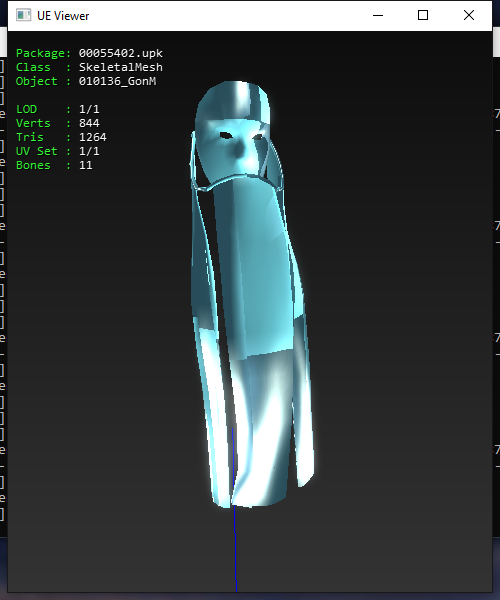 UE Viewer
Package: 00055402.upk
Class : SkeletalMesh
Object : 010136_GonM
LOD : 1/1
Verts : 844
Tris : 1264
UV Set : 1/1
Bones : 11